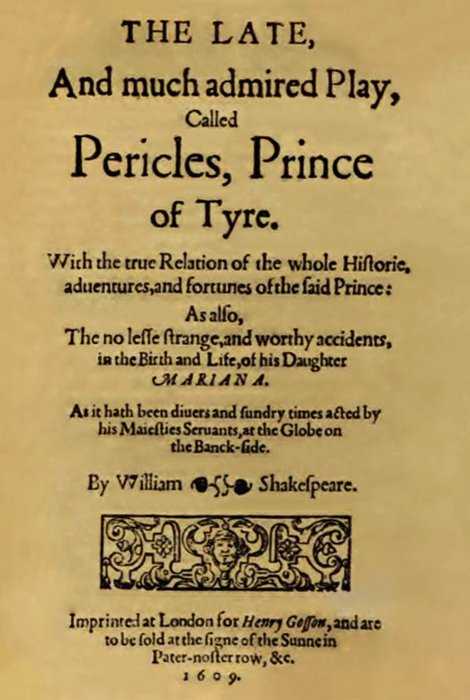 THE LATE,
And much admired Play,
Called
Pericles, Prince
of Tyre.
With the true Relation of the whole Hiſtorie,
aduentures, and fortunes of the ſaid Prince:
As alſo,
The no leſſe ſtrange, and worthy accidents,
in the Birth and Life, of his Daughter
MARIANA.
As it hath been diuers and ſundry times acted by
his Maieſties Seruants, at the Globe on
the Banck-ſide.
By William Shakeſpeare.
Imprinted at London for Henry Goſſon, and are
to be ſold at the ſigne of the Sunne in
Pater-noſter row, &c.
1609.